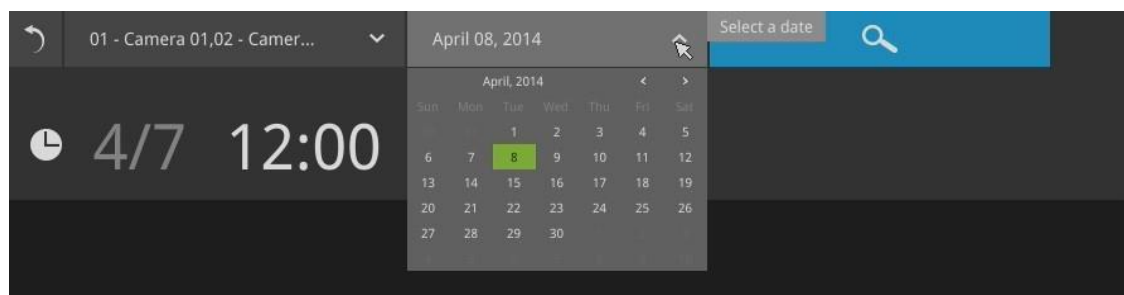 01 - Camera 01,02 - Camer...
April 08, 2014
Select a date
4/7 12:00
April, 2014
Sun Mon Tue Wed Thu Fri Sat
1 2 3 4 5
6 7 8 9 10 11 12
13 14 15 16 17 18 19
20 21 22 23 24 25 26
27 28 29 30